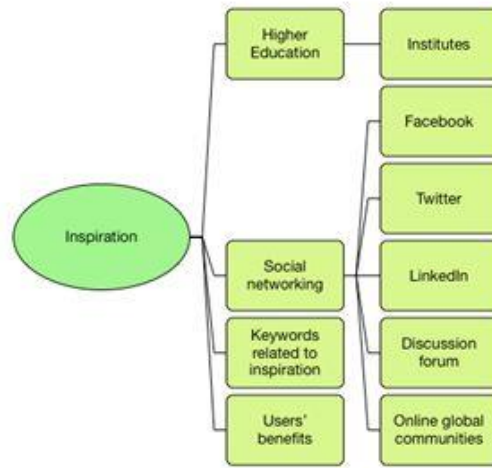 Higher
Education
Institutes
Facebook
Twitter
Inspiration
Social
networking
LinkedIn
Keywords
related to
inspiration
Discussion
forum
Users'
benefits
Online global
communities